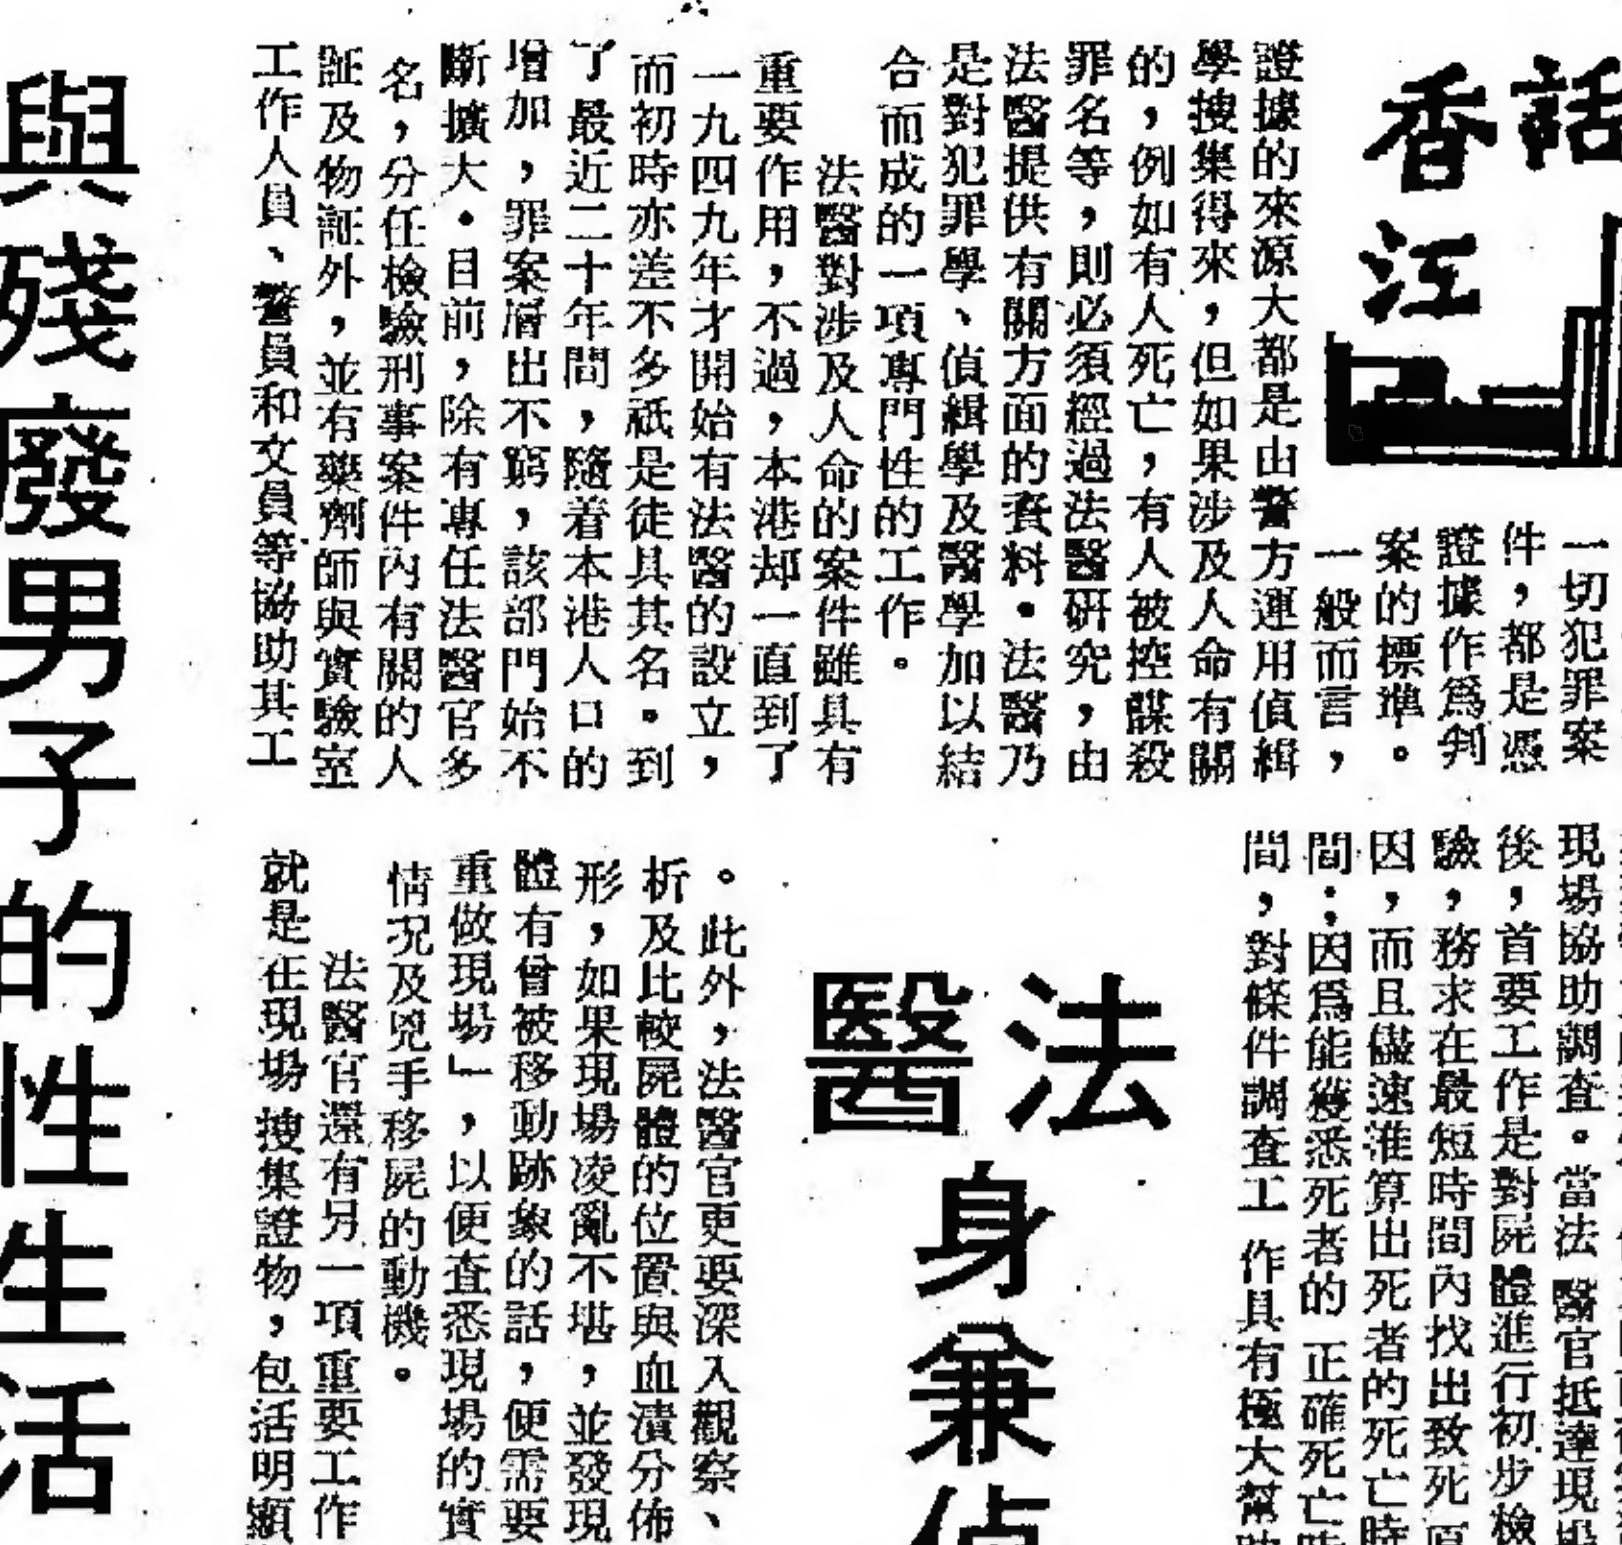 話
香江
一切犯罪案
件，都是憑
證據作爲判
案的標準。
一般而言，
證據的來源大都是由警方運用偵緝
學搜集得來，但如果涉及人命有關
的，例如有人死亡，有人被控謀殺
罪名等，則必須經過法醫研究，由
法醫提供有關方面的資料。法醫乃
是對犯罪學、偵緝學及醫學加以結
合而成的一項專門性的工作。
法醫對涉及人命的案件雖具有
重要作用，不過，本港却一直到了
一九四九年才開始有法醫的設立，
而初時亦差不多祇是徒具其名。到
了最近二十年間，隨着本港人口的
增加，罪案層出不窮，該部門始不
斷擴大。目前，除有專任法醫官多
名，分任檢驗刑事案件內有關的人
証及物証外，並有藥劑師與實驗室
工作人員、警員和文員等協助其工
現場協助調查。當法醫官抵達現場
後，首要工作是對屍體進行初步檢
驗，務求在最短時間內找出致死原
因，而且儘速准算出死者的死亡時
間；因爲能獲悉死者的正確死亡時
間，對條件調查工作具有極大幫助
法醫
身兼偵
。此外，法醫官更要深入觀察、
析及比較屍體的位置與血漬分佈
形，如果現場凌亂不堪，並發現
體有曾被移動跡象的話，便需要
重做現場」，以便查悉現場的實
情况及兇手移屍的動機。
法醫官還有另一項重要工作
就是在現場搜集證物，包括明顯
與殘廢男子的性生活